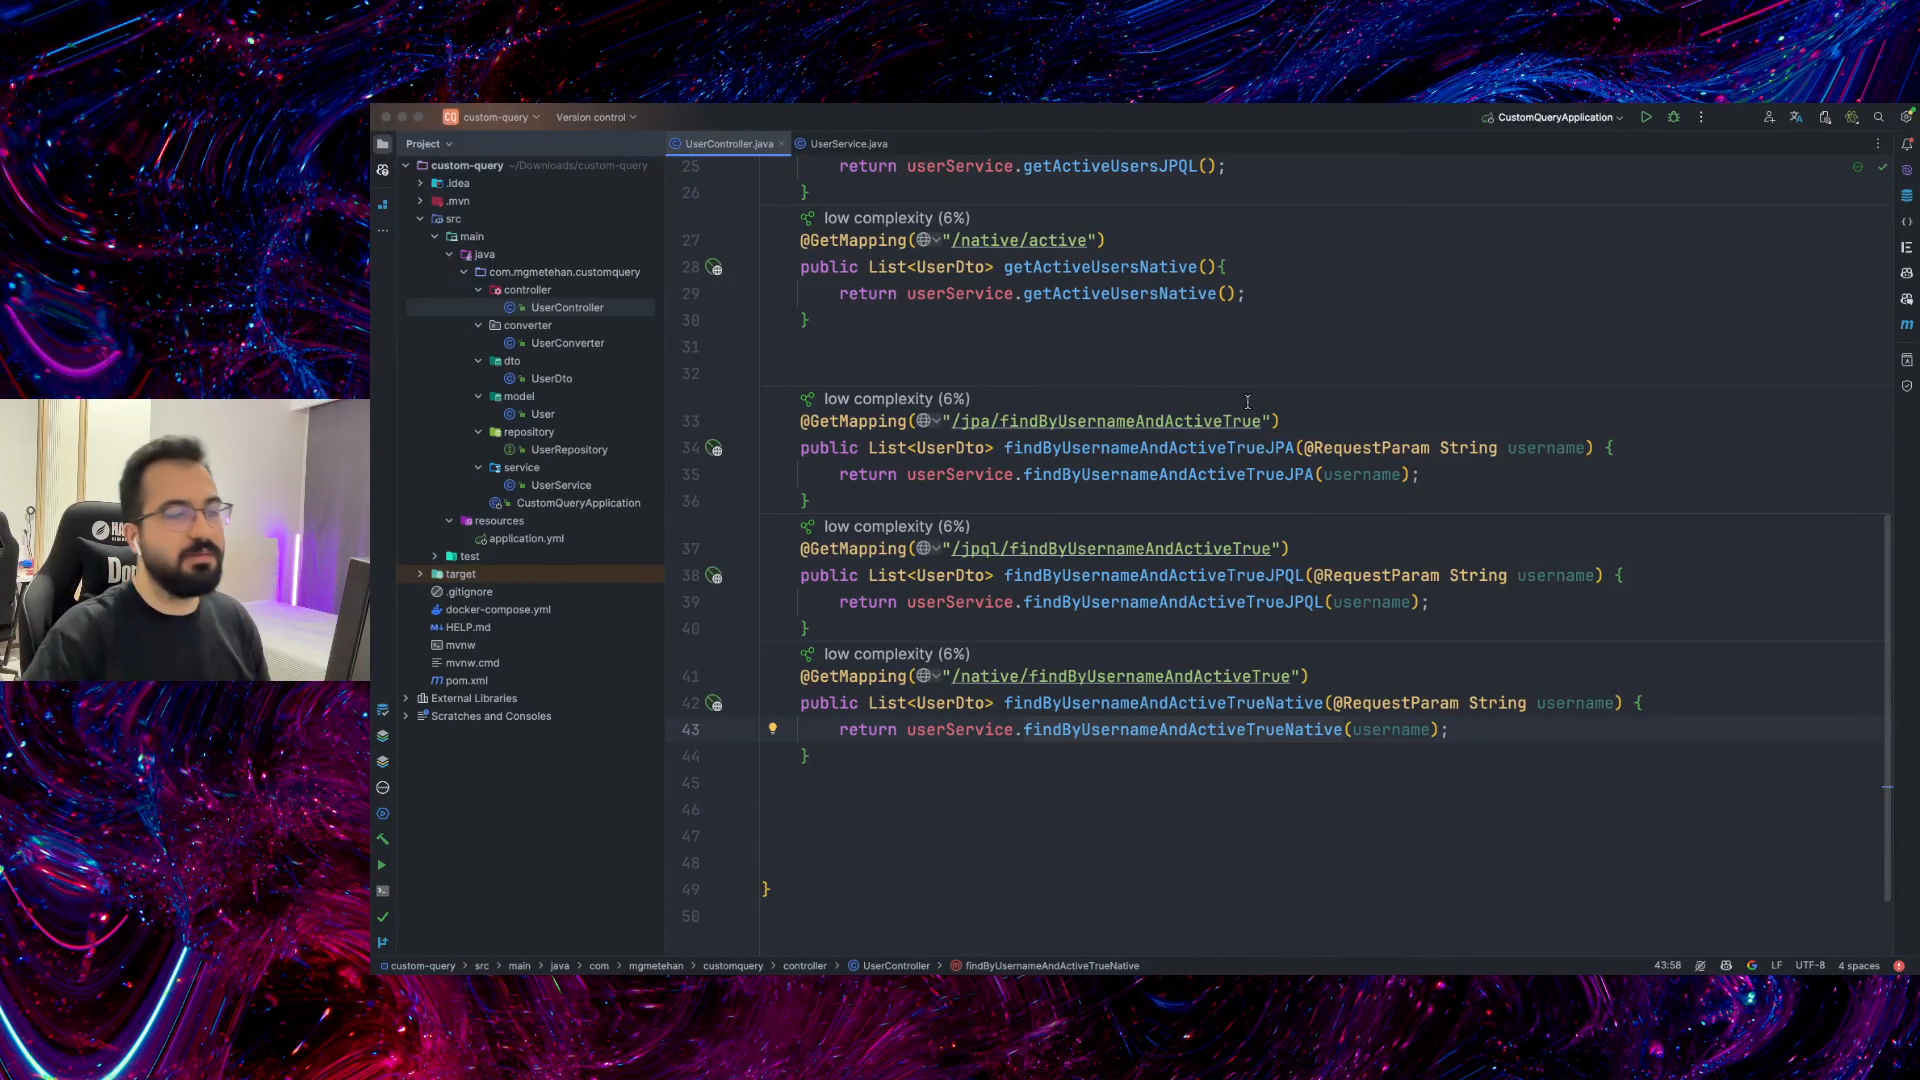 CQ custom-query Version control CustomQueryApplication
Project
UserController.java UserService.java
custom-query ~/Downloads/custom-query
.idea
.mvn
src
main
java
com.mgmetehan.customquery
controller
UserController
converter
UserConverter
dto
UserDto
model
User
repository
UserRepository
service
UserService
CustomQueryApplication
resources
application.yml
test
target
.gitignore
docker-compose.yml
HELP.md
mvnw
mvnw.cmd
pom.xml
External Libraries
Scratches and Consoles
25 return userService.getActiveUsersJPQL();
26 }
low complexity (6%)
27 @GetMapping("/native/active")
28 public List<UserDto> getActiveUsersNative(){
29 return userService.getActiveUsersNative();
30 }
31
32
low complexity (6%)
33 @GetMapping("/jpa/findByUsernameAndActiveTrue")
34 public List<UserDto> findByUsernameAndActiveTrueJPA(@RequestParam String username) {
35 return userService.findByUsernameAndActiveTrueJPA(username);
36 }
low complexity (6%)
37 @GetMapping("/jpql/findByUsernameAndActiveTrue")
38 public List<UserDto> findByUsernameAndActiveTrueJPQL(@RequestParam String username) {
39 return userService.findByUsernameAndActiveTrueJPQL(username);
40 }
low complexity (6%)
41 @GetMapping("/native/findByUsernameAndActiveTrue")
42 public List<UserDto> findByUsernameAndActiveTrueNative(@RequestParam String username) {
43 return userService.findByUsernameAndActiveTrueNative(username);
44 }
45
46
47
48
49 }
50
custom-query > src > main > java > com > mgmetehan > customquery > controller > UserController > findByUsernameAndActiveTrueNative
43:58 LF UTF-8 4 spaces